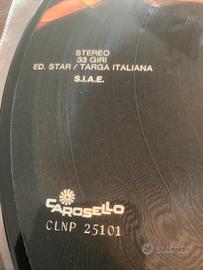 STEREO
33 GIRI
ED. STAR / TARGA ITALIANA
S.I.A.E.
CAROSELLO
CLNP 25101
subito